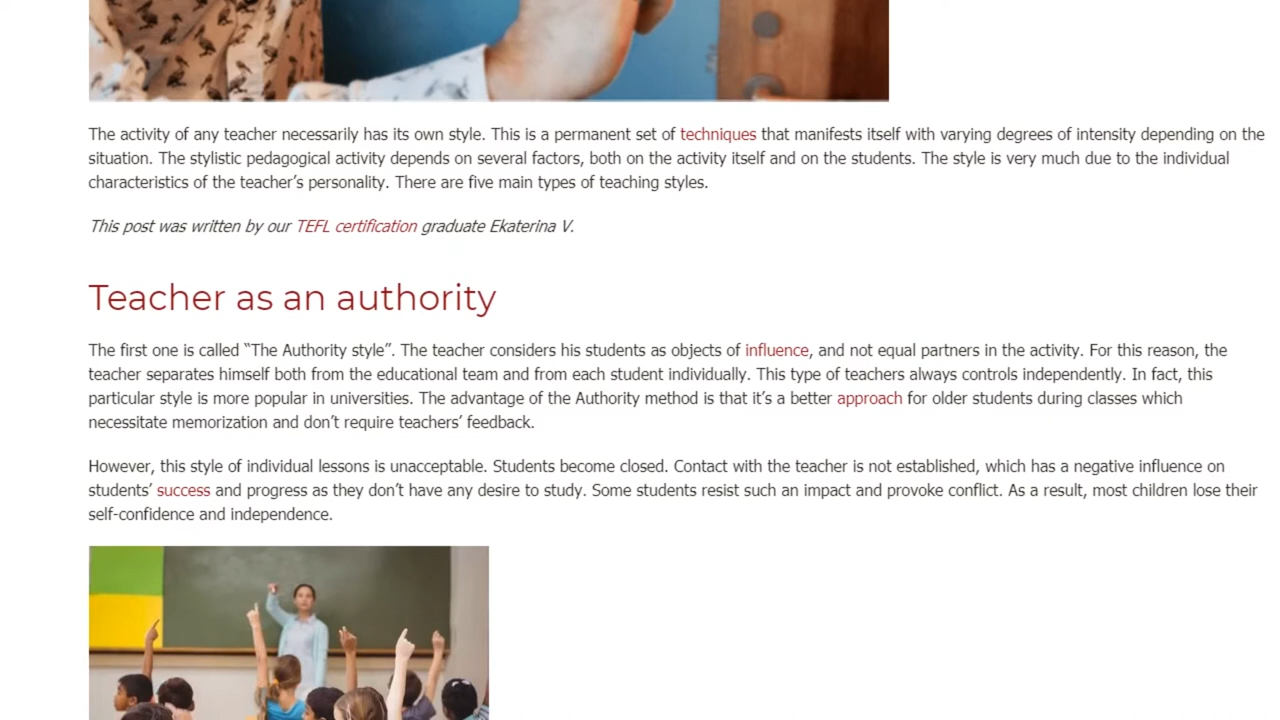 The activity of any teacher necessarily has its own style. This is a permanent set of techniques that manifests itself with varying degrees of intensity depending on the
situation. The stylistic pedagogical activity depends on several factors, both on the activity itself and on the students. The style is very much due to the individual
characteristics of the teacher’s personality. There are five main types of teaching styles.
This post was written by our TEFL certification graduate Ekaterina V.
Teacher as an authority
The first one is called “The Authority style”. The teacher considers his students as objects of influence, and not equal partners in the activity. For this reason, the
teacher separates himself both from the educational team and from each student individually. This type of teachers always controls independently. In fact, this
particular style is more popular in universities. The advantage of the Authority method is that it’s a better approach for older students during classes which
necessitate memorization and don’t require teachers’ feedback.
However, this style of individual lessons is unacceptable. Students become closed. Contact with the teacher is not established, which has a negative influence on
students’ success and progress as they don’t have any desire to study. Some students resist such an impact and provoke conflict. As a result, most children lose their
self-confidence and independence.